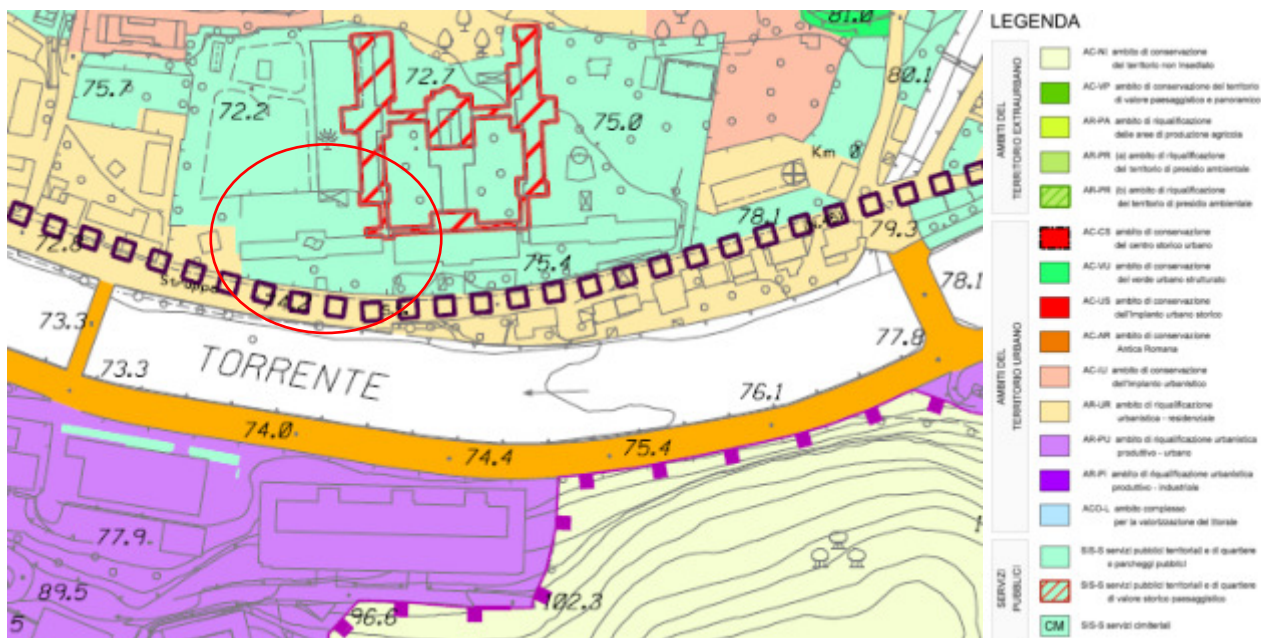 81.0
80.1
72.7
75.7
72.2
75.0
Km 0
72.8
78.1
79.3
75.4
74.2
78.1
73.3
77.8
TORRENTE
73.3
76.1
74.0
75.4
74.4
77.9
89.5
102.3
96.6
5
LEGENDA
AMBITI DEL
TERRITORIO EXTRAURBANO
AC-NI ambito di conservazione
del territorio non insediato
AC-VP ambito di conservazione del territorio
di valore paesaggistico e panoramico
AR-PA ambito di riqualificazione
delle aree di produzione agricola
AR-PR (a) ambito di riqualificazione
del territorio di presidio ambientale
AR-PR (b) ambito di riqualificazione
del territorio di presidio ambientale
AMBITI DEL
TERRITORIO URBANO
AC-CS ambito di conservazione
del centro storico urbano
AC-VU ambito di conservazione
del verde urbano strutturato
AC-US ambito di conservazione
dell'impianto urbano storico
AC-AR ambito di conservazione
Antica Romana
AC-IU ambito di conservazione
dell'impianto urbanistico
AR-UR ambito di riqualificazione
urbanistica - residenziale
AR-PU ambito di riqualificazione urbanistica
produttivo - urbano
AR-PI ambito di riqualificazione urbanistica
produttivo - industriale
ACO-L ambito complesso
per la valorizzazione del litorale
SERVIZI
PUBBLICI
SIS-S servizi pubblici territoriali e di quartiere
e parcheggi pubblici
SIS-S servizi pubblici territoriali e di quartiere
di valore storico paesaggistico
CM SIS-S servizi cimiteriali